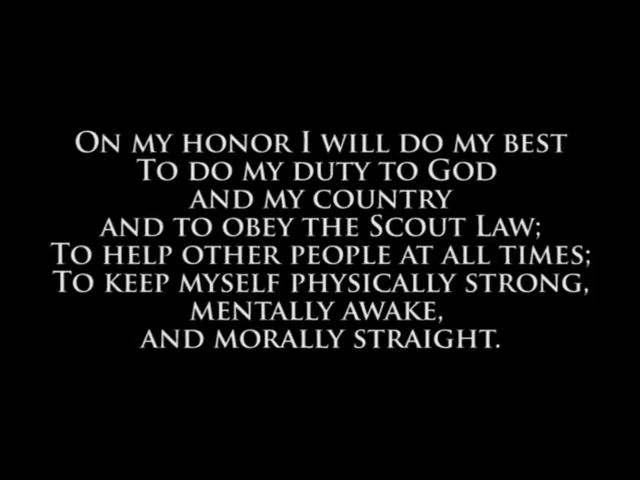 On my honor I will do my best
To do my duty to God
and my country
and to obey the Scout Law;
To help other people at all times;
To keep myself physically strong,
mentally awake,
and morally straight.